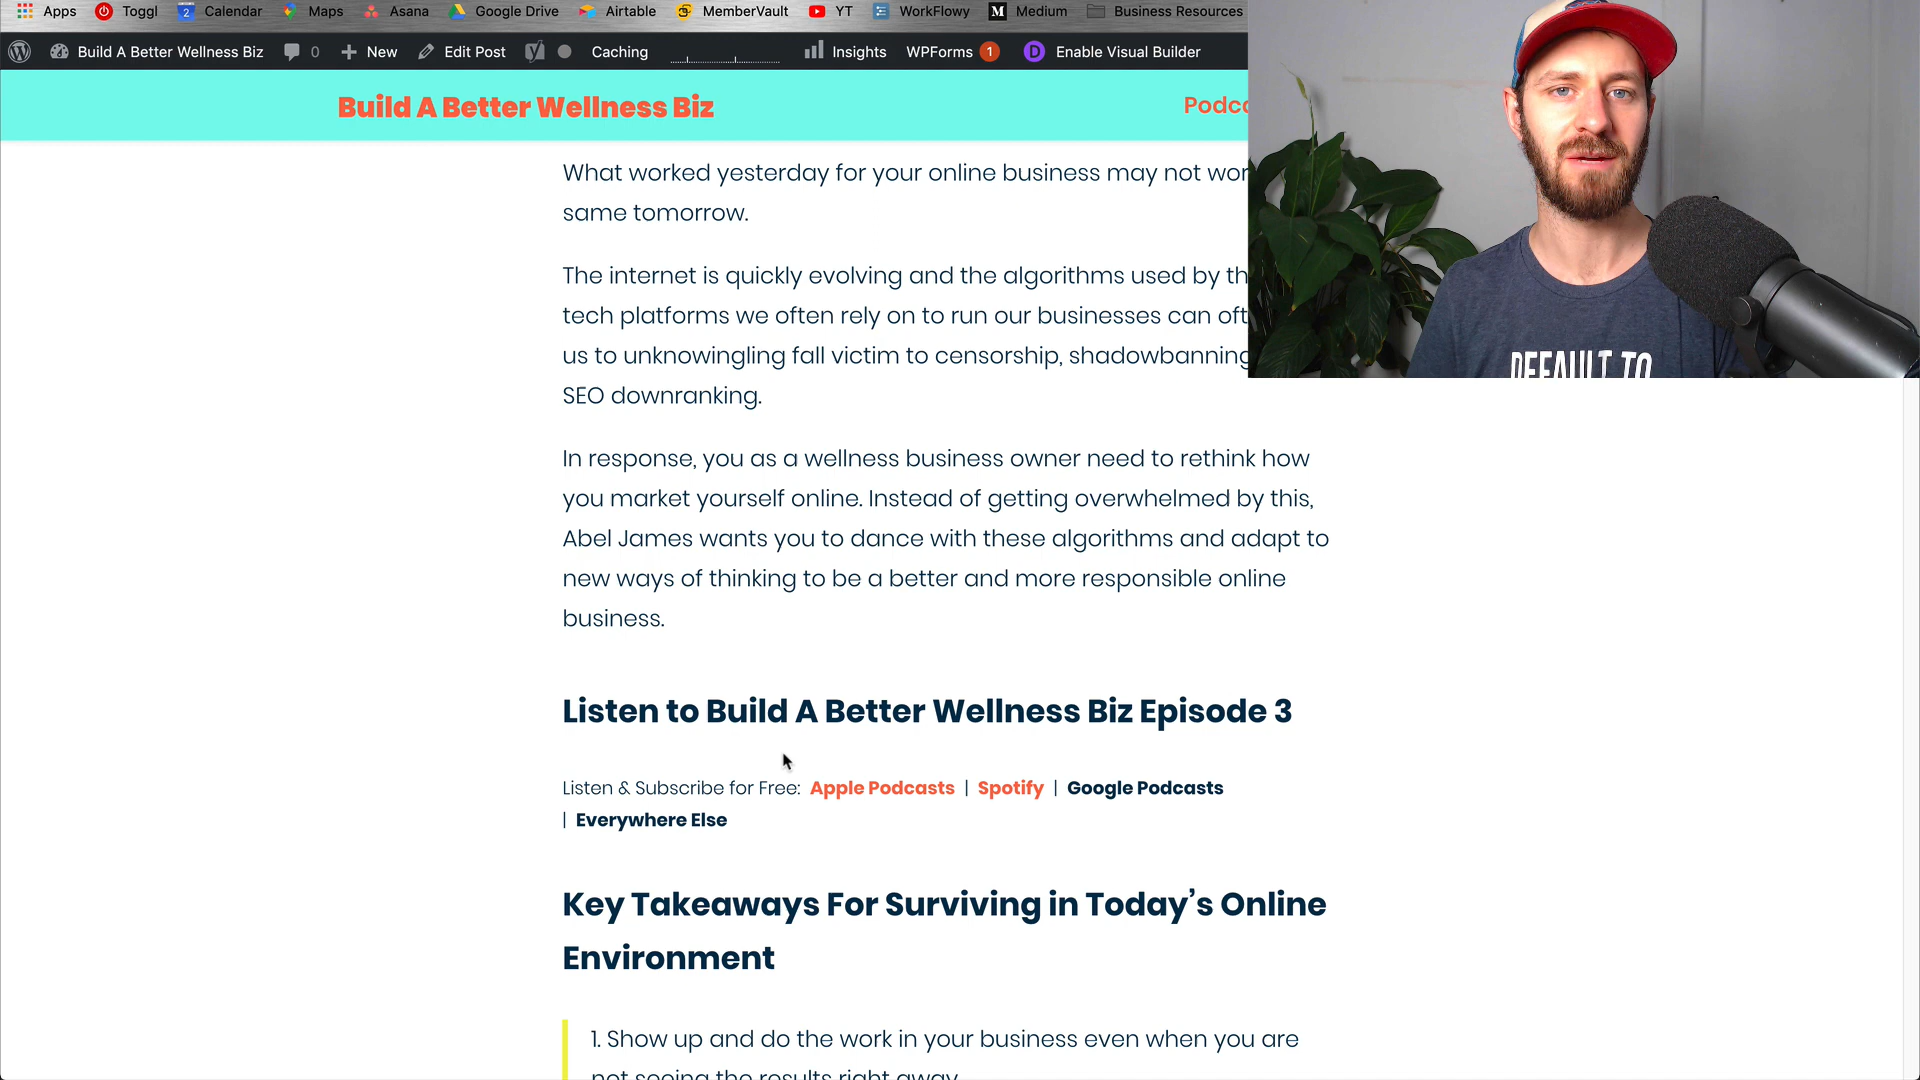 Apps Toggl 2 Calendar Maps Asana Google Drive Airtable MemberVault YT WorkFlowy M Medium Business Resources
Build A Better Wellness Biz 0 New Edit Post Caching Insights WPForms 1 D Enable Visual Builder
Build A Better Wellness Biz
What worked yesterday for your online business may not
same tomorrow.
The internet is quickly evolving and the algorithms used by
tech platforms we often rely on to run our businesses can
us to unknowingling fall victim to censorship, shadowbanning
SEO downranking.
In response, you as a wellness business owner need to rethink how
you market yourself online. Instead of getting overwhelmed by this,
Abel James wants you to dance with these algorithms and adapt to
new ways of thinking to be a better and more responsible online
business.
Listen to Build A Better Wellness Biz Episode 3
Listen & Subscribe for Free: Apple Podcasts | Spotify | Google Podcasts
| Everywhere Else
Key Takeaways For Surviving in Today's Online
Environment
1. Show up and do the work in your business even when you are
not seeing the results right away
DEFAULT TO